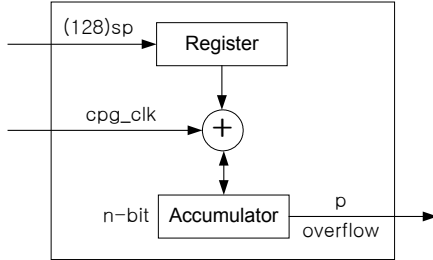 (128)sp
Register
cpg_clk
+
n-bit
Accumulator
p
overflow